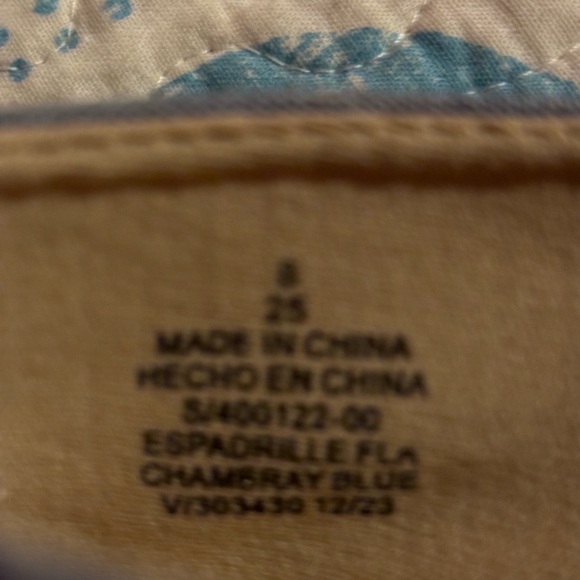 8
25
MADE IN CHINA
HECHO EN CHINA
S/400122-00
ESPADRILLE FLA
CHAMBRAY BLUE
V/303430 12/23